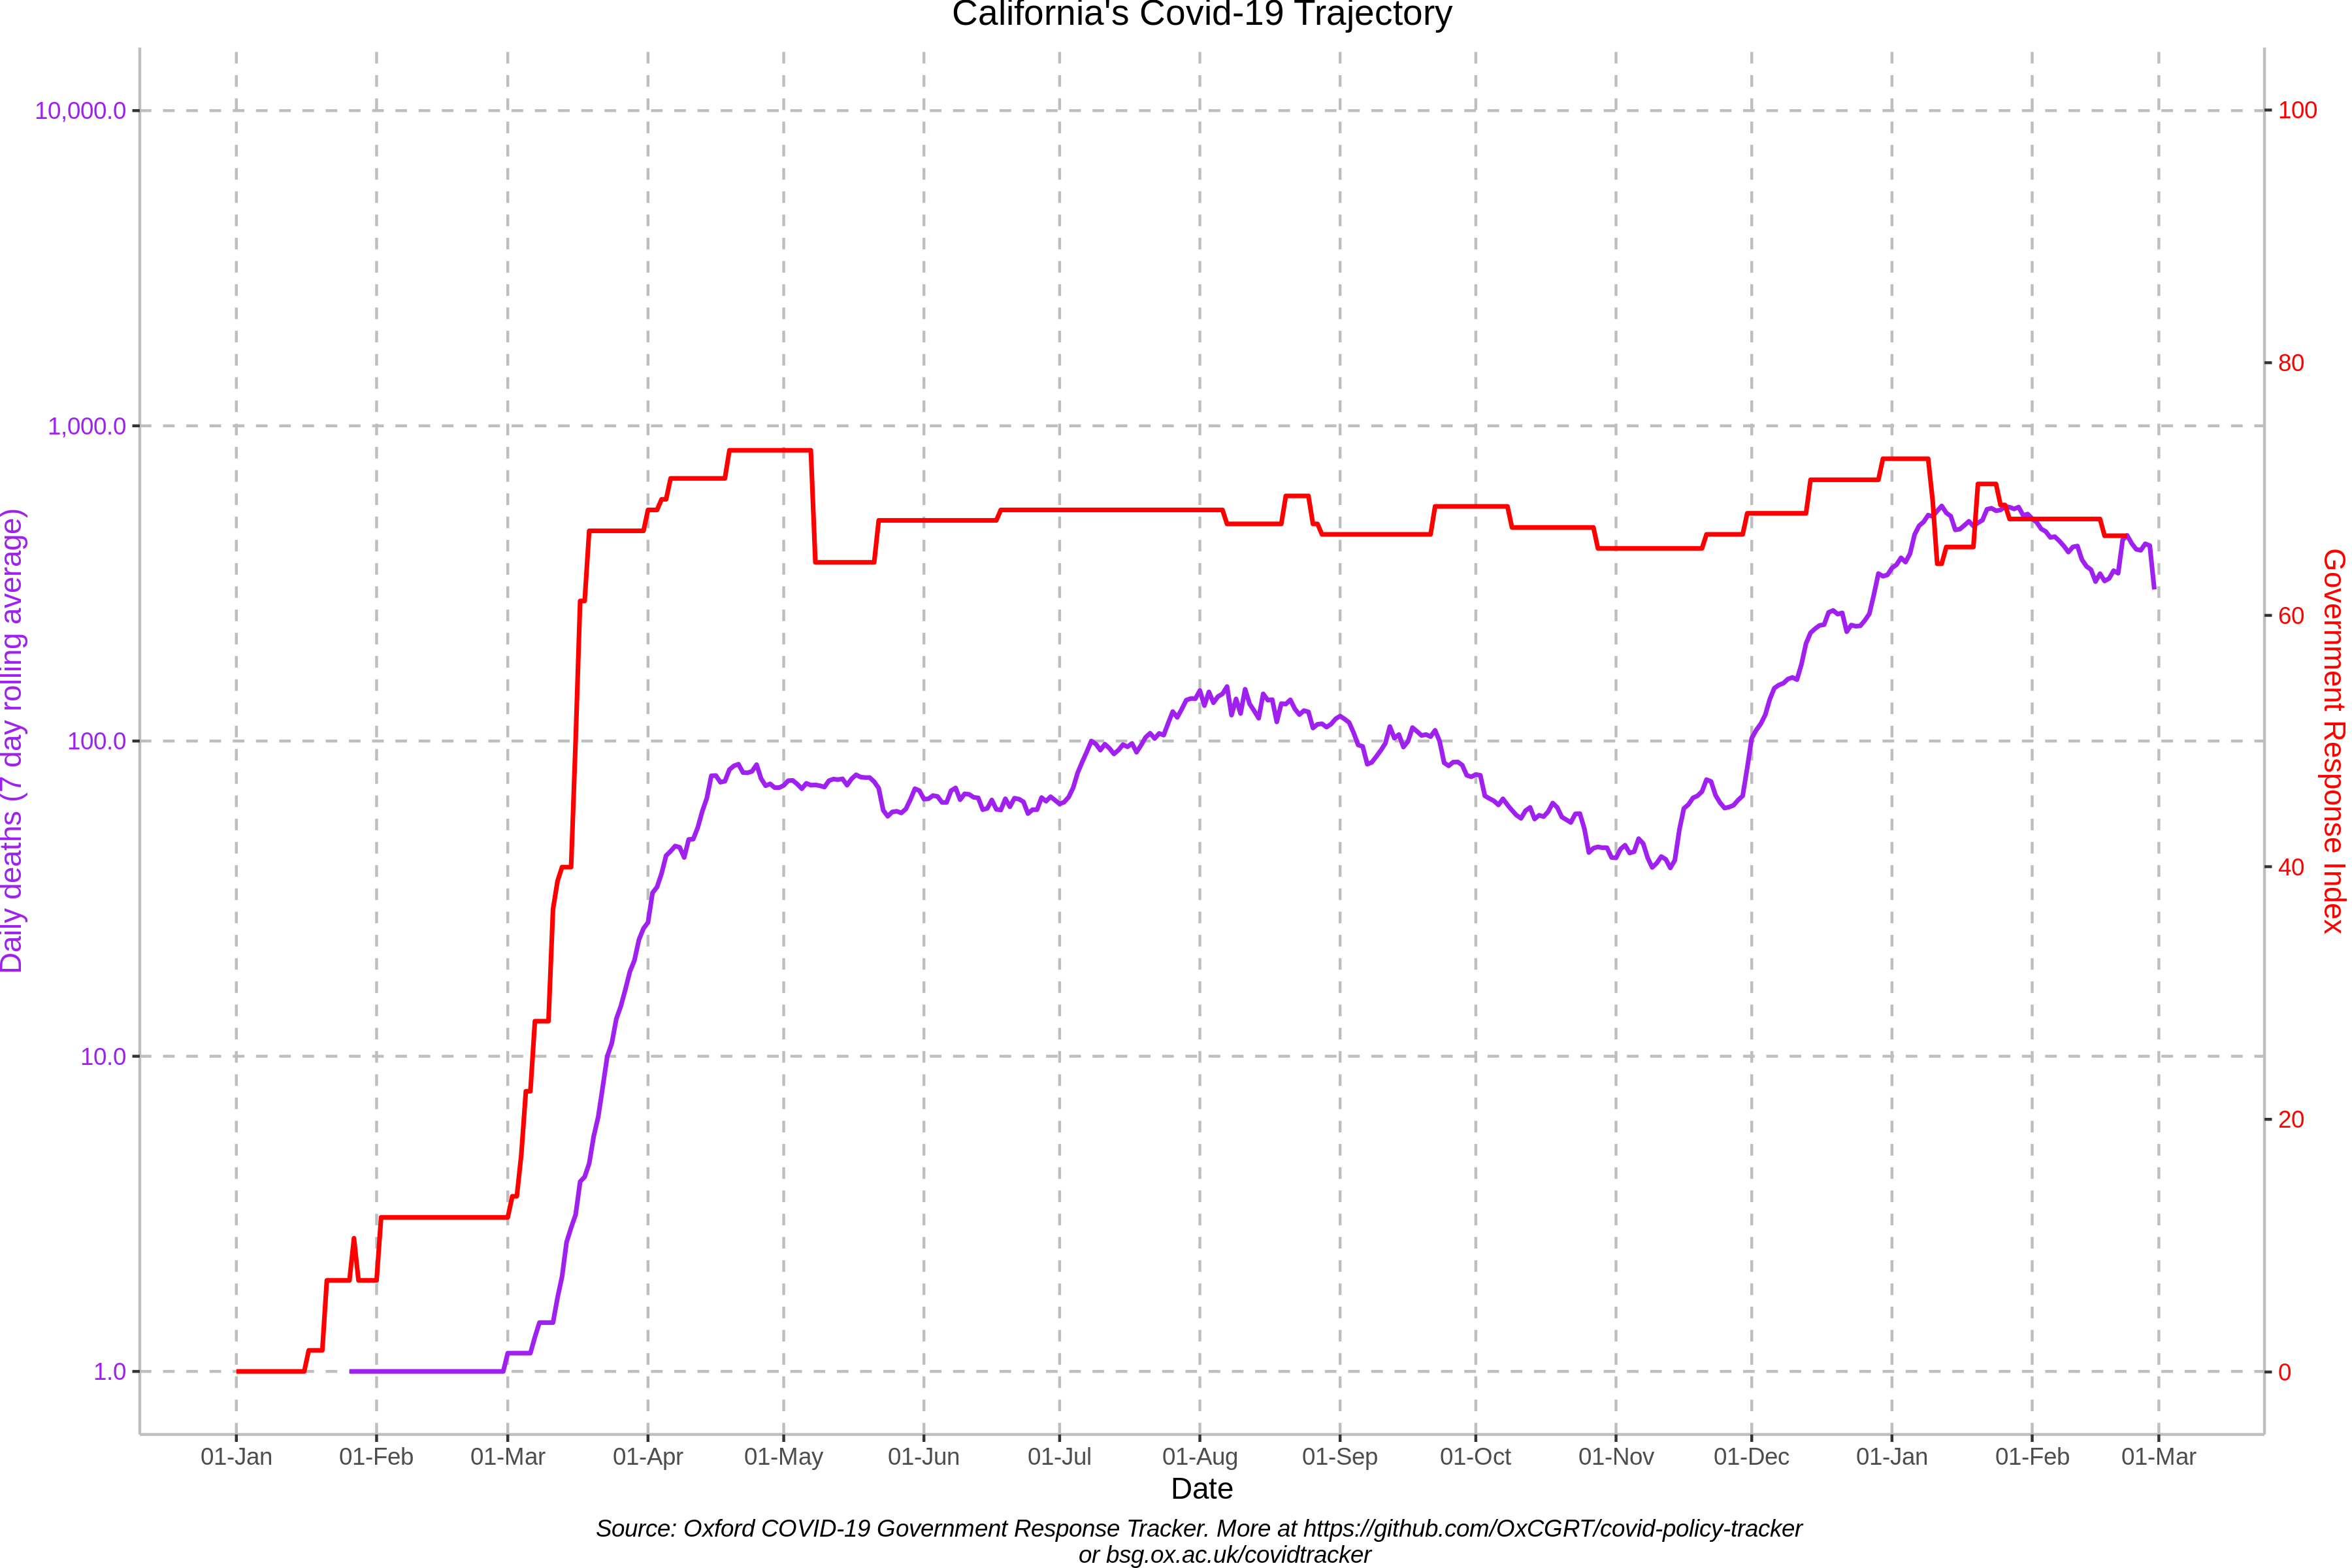 California's Covid-19 Trajectory
10,000.0
1,000.0
100.0
10.0
1.0
Daily deaths (7 day rolling average)
100
80
60
40
20
0
Government Response Index
01-Jan 01-Feb 01-Mar 01-Apr 01-May 01-Jun 01-Jul 01-Aug 01-Sep 01-Oct 01-Nov 01-Dec 01-Jan 01-Feb 01-Mar
Date
Source: Oxford COVID-19 Government Response Tracker. More at https://github.com/OxCGRT/covid-policy-tracker
or bsg.ox.ac.uk/covidtracker